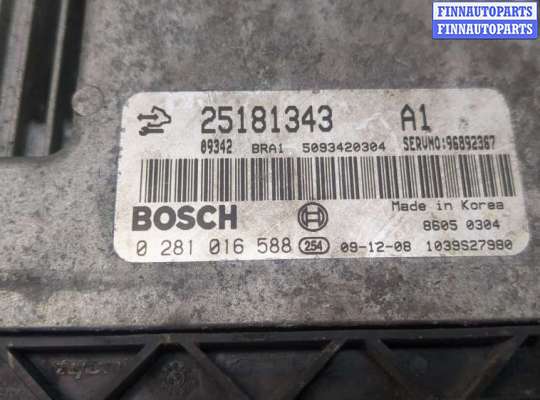 FINNAUTOPARTS
FINNAUTOPARTS
FINNAUTOPARTS
25181343 A1
09342 BRA1 5093420304 SERVNO:96892367
BOSCH Made in Korea
8605 0304
0 281 016 588 254 09-12-08 1039S27980